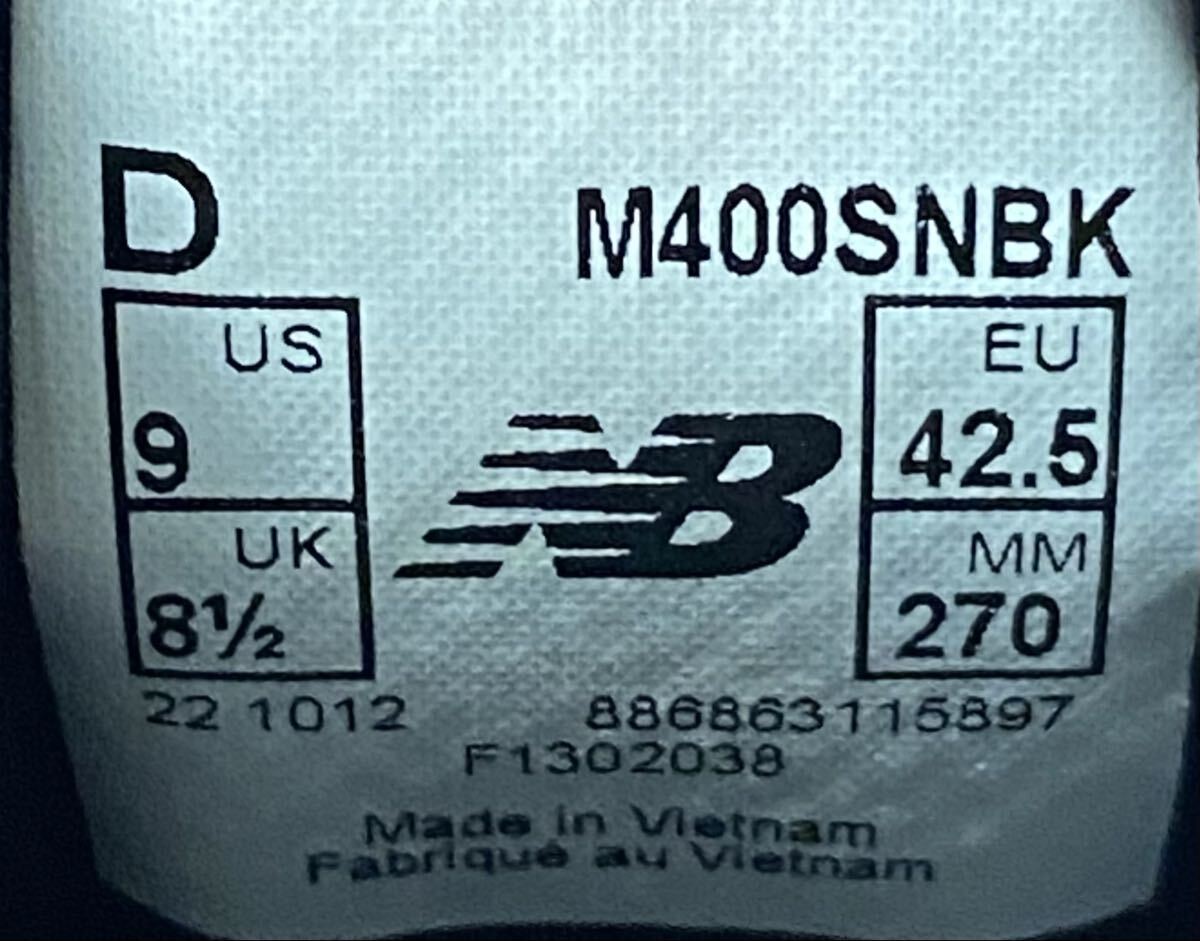 D M400SNBK
US EU
9 42.5
NB
UK MM
8½ 270
22 1012 886863115897
F1302038
Made in Vietnam
Fabriqué au Vietnam